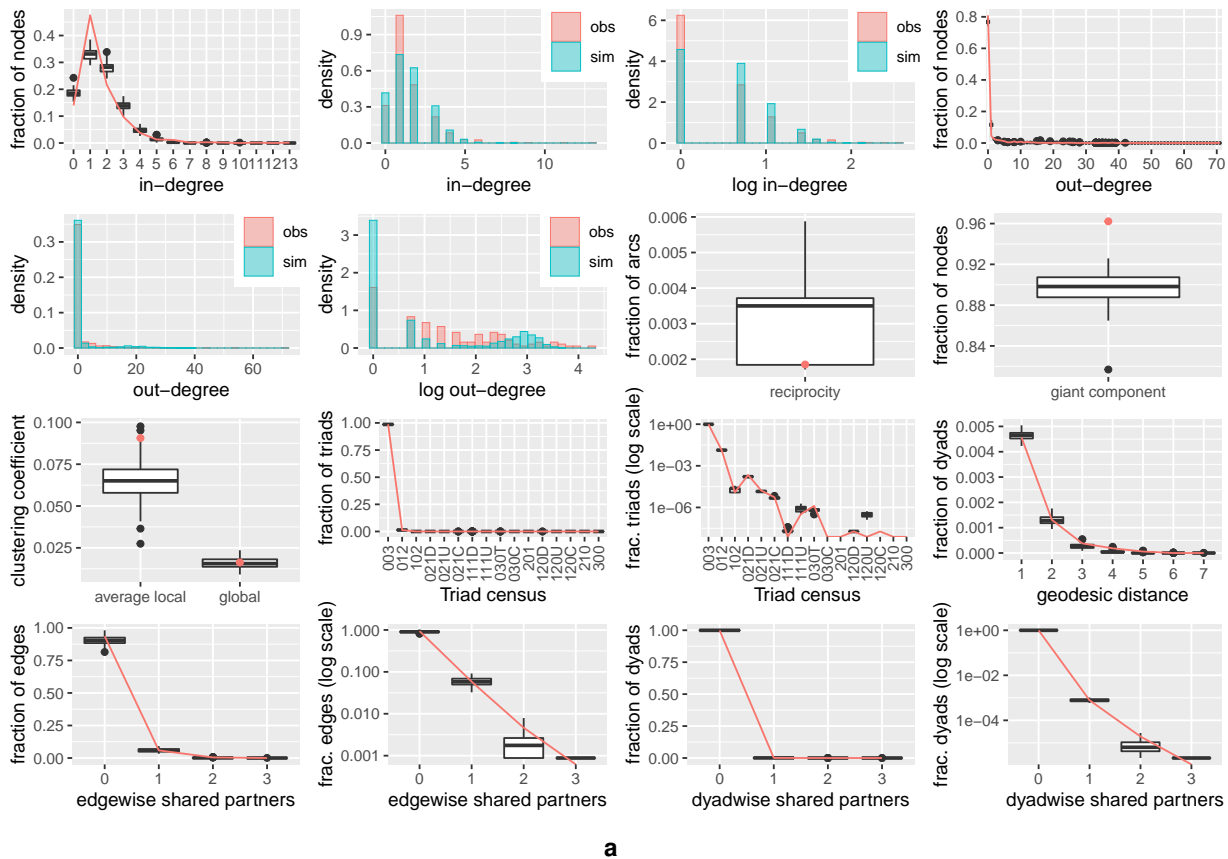 fraction of nodes
0.4
0.3
0.2
0.1
0.0
0 1 2 3 4 5 6 7 8 9 10111213
in−degree
density
0.9
0.6
0.3
0.0
0 5 10
in−degree
obs
sim
density
6
4
2
0
0 1 2
log in−degree
obs
sim
fraction of nodes
0.8
0.6
0.4
0.2
0.0
0 10 20 30 40 50 60 70
out−degree
density
0.3
0.2
0.1
0.0
0 20 40 60
out−degree
obs
sim
density
3
2
1
0
0 1 2 3 4
log out−degree
obs
sim
fraction of arcs
0.006
0.005
0.004
0.003
0.002
reciprocity
fraction of nodes
0.96
0.92
0.88
0.84
giant component
clustering coefficient
0.100
0.075
0.050
0.025
average local global
fraction of triads
1.00
0.75
0.50
0.25
0.00
003 012 102 021D 021U 021C 111D 111U 030T 030C 201 120D 120U 120C 210 300
Triad census
frac. triads (log scale)
1e+00
1e−03
1e−06
003 012 102 021D 021U 021C 111D 111U 030T 030C 201 120D 120U 120C 210 300
Triad census
fraction of dyads
0.005
0.004
0.003
0.002
0.001
0.000
1 2 3 4 5 6 7
geodesic distance
fraction of edges
1.00
0.75
0.50
0.25
0.00
0 1 2 3
edgewise shared partners
frac. edges (log scale)
1.000
0.100
0.010
0.001
0 1 2 3
edgewise shared partners
fraction of dyads
1.00
0.75
0.50
0.25
0.00
0 1 2 3
dyadwise shared partners
frac. dyads (log scale)
1e+00
1e−02
1e−04
0 1 2 3
dyadwise shared partners
a